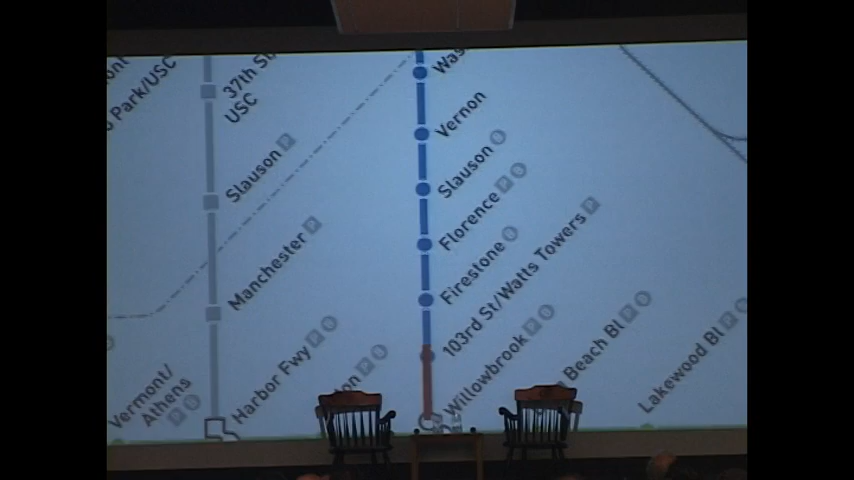 Park/USC
37th St
USC
Slauson P
Manchester P
Harbor Fwy P
Vermont/
Athens
P
Vernon
Slauson
Florence P
Firestone
103rd St/Watts Towers P
Willowbrook P
Beach Bl P
Lakewood Bl P